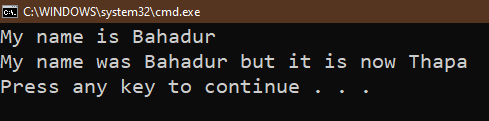 C:\WINDOWS\system32\cmd.exe
My name is Bahadur
My name was Bahadur but it is now Thapa
Press any key to continue . . .